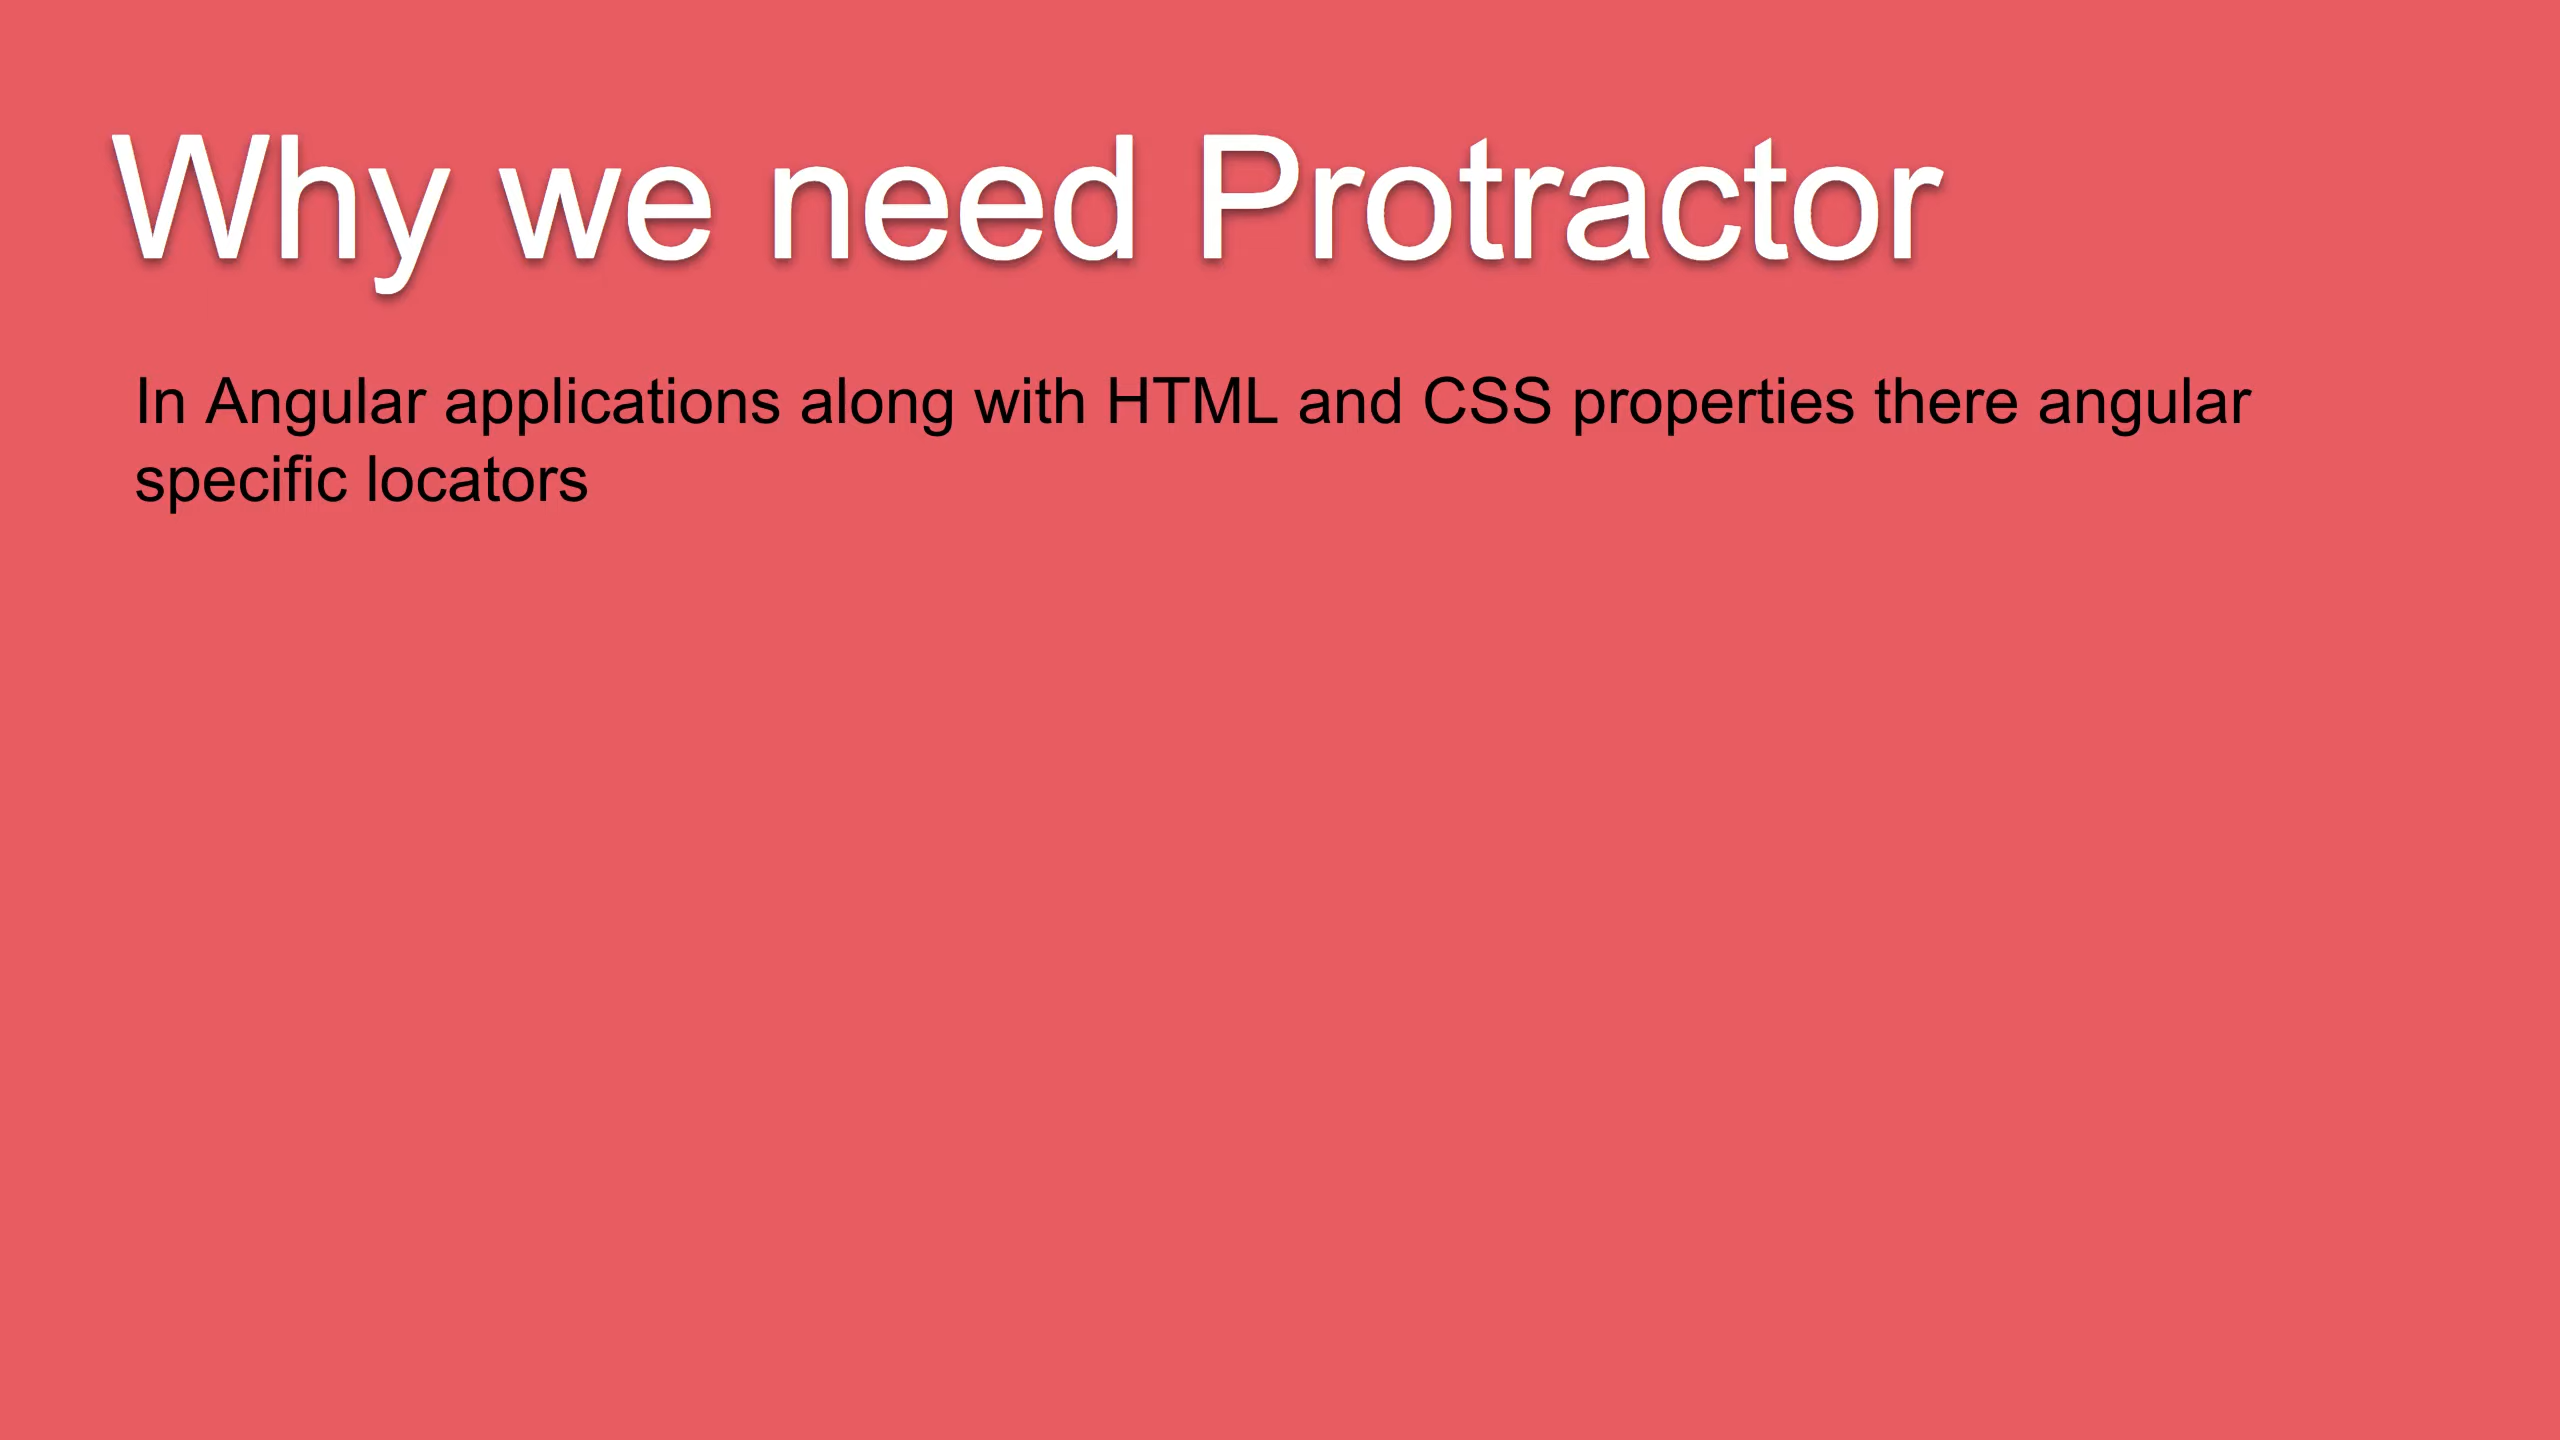 Why we need Protractor
In Angular applications along with HTML and CSS properties there angular
specific locators